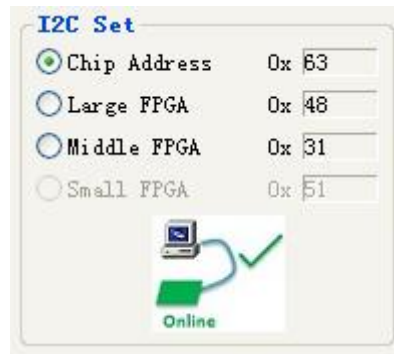 I2C Set
Chip Address 0x 63
Large FPGA 0x 48
Middle FPGA 0x 31
Small FPGA 0x 51
Online